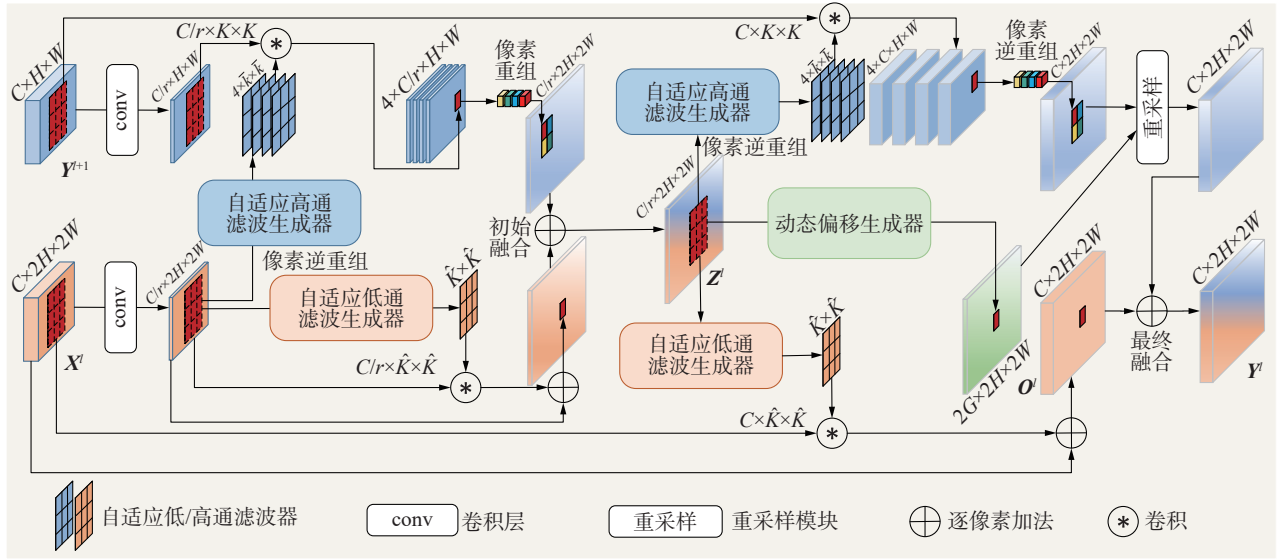 C×H×W
conv
Y^{l+1}
C/r×H×W
C/r×K×K
4×k̄×k̄
自适应高通
滤波生成器
像素逆重组
4×C/r×H×W
像素
重组
C/r×2H×2W
初始
融合
C×2H×2W
conv
X^l
C/r×2H×2W
自适应低通
滤波生成器
K̂×K̂
C/r×K̂×K̂
C/r×2H×2W
Z^l
自适应高通
滤波生成器
像素逆重组
C×K×K
4×k̄×k̄
4×C×H×W
像素
逆重组
C×2H×2W
重采样
C×2H×2W
动态偏移生成器
自适应低通
滤波生成器
K̂×K̂
C×K̂×K̂
2G×2H×2W
C×2H×2W
O^l
最终
融合
C×2H×2W
Y^l
自适应低/高通滤波器
conv
卷积层
重采样
重采样模块
逐像素加法
卷积